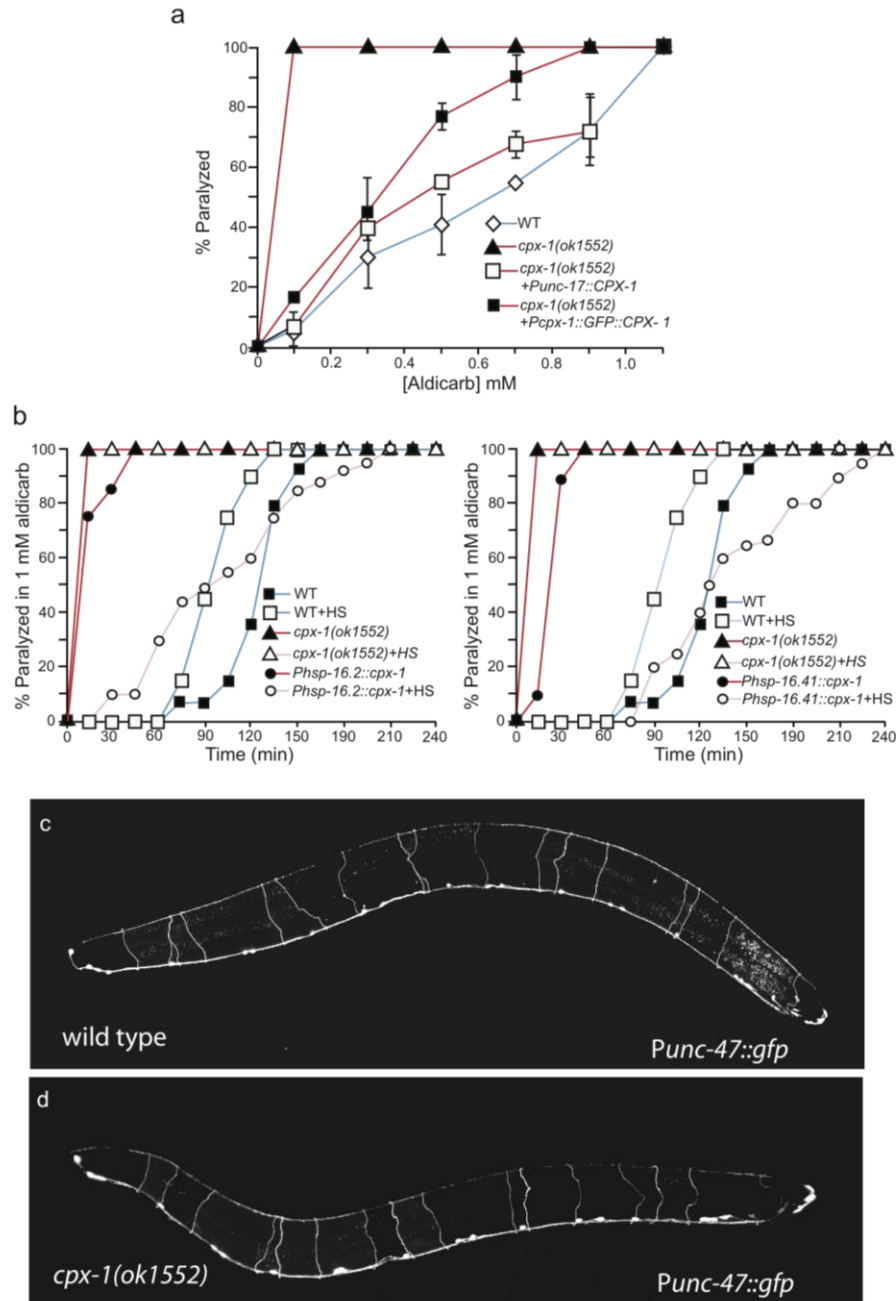 a
% Paralyzed
100
80
60
40
20
0
0 0.2 0.4 0.6 0.8 1.0
[Aldicarb] mM
WT
cpx-1(ok1552)
cpx-1(ok1552)
+Punc-17::CPX-1
cpx-1(ok1552)
+Pcpx-1::GFP::CPX- 1
b
% Paralyzed in 1 mM aldicarb
100
80
60
40
20
0
0 30 60 90 120 150 190 210 240
Time (min)
WT
WT+HS
cpx-1(ok1552)
cpx-1(ok1552)+HS
Phsp-16.2::cpx-1
Phsp-16.2::cpx-1+HS
% Paralyzed in 1 mM aldicarb
100
80
60
40
20
0
0 30 60 90 120 150 190 210 240
Time (min)
WT
WT+HS
cpx-1(ok1552)
cpx-1(ok1552)+HS
Phsp-16.41::cpx-1
Phsp-16.41::cpx-1+HS
c
wild type
Punc-47::gfp
d
cpx-1(ok1552)
Punc-47::gfp